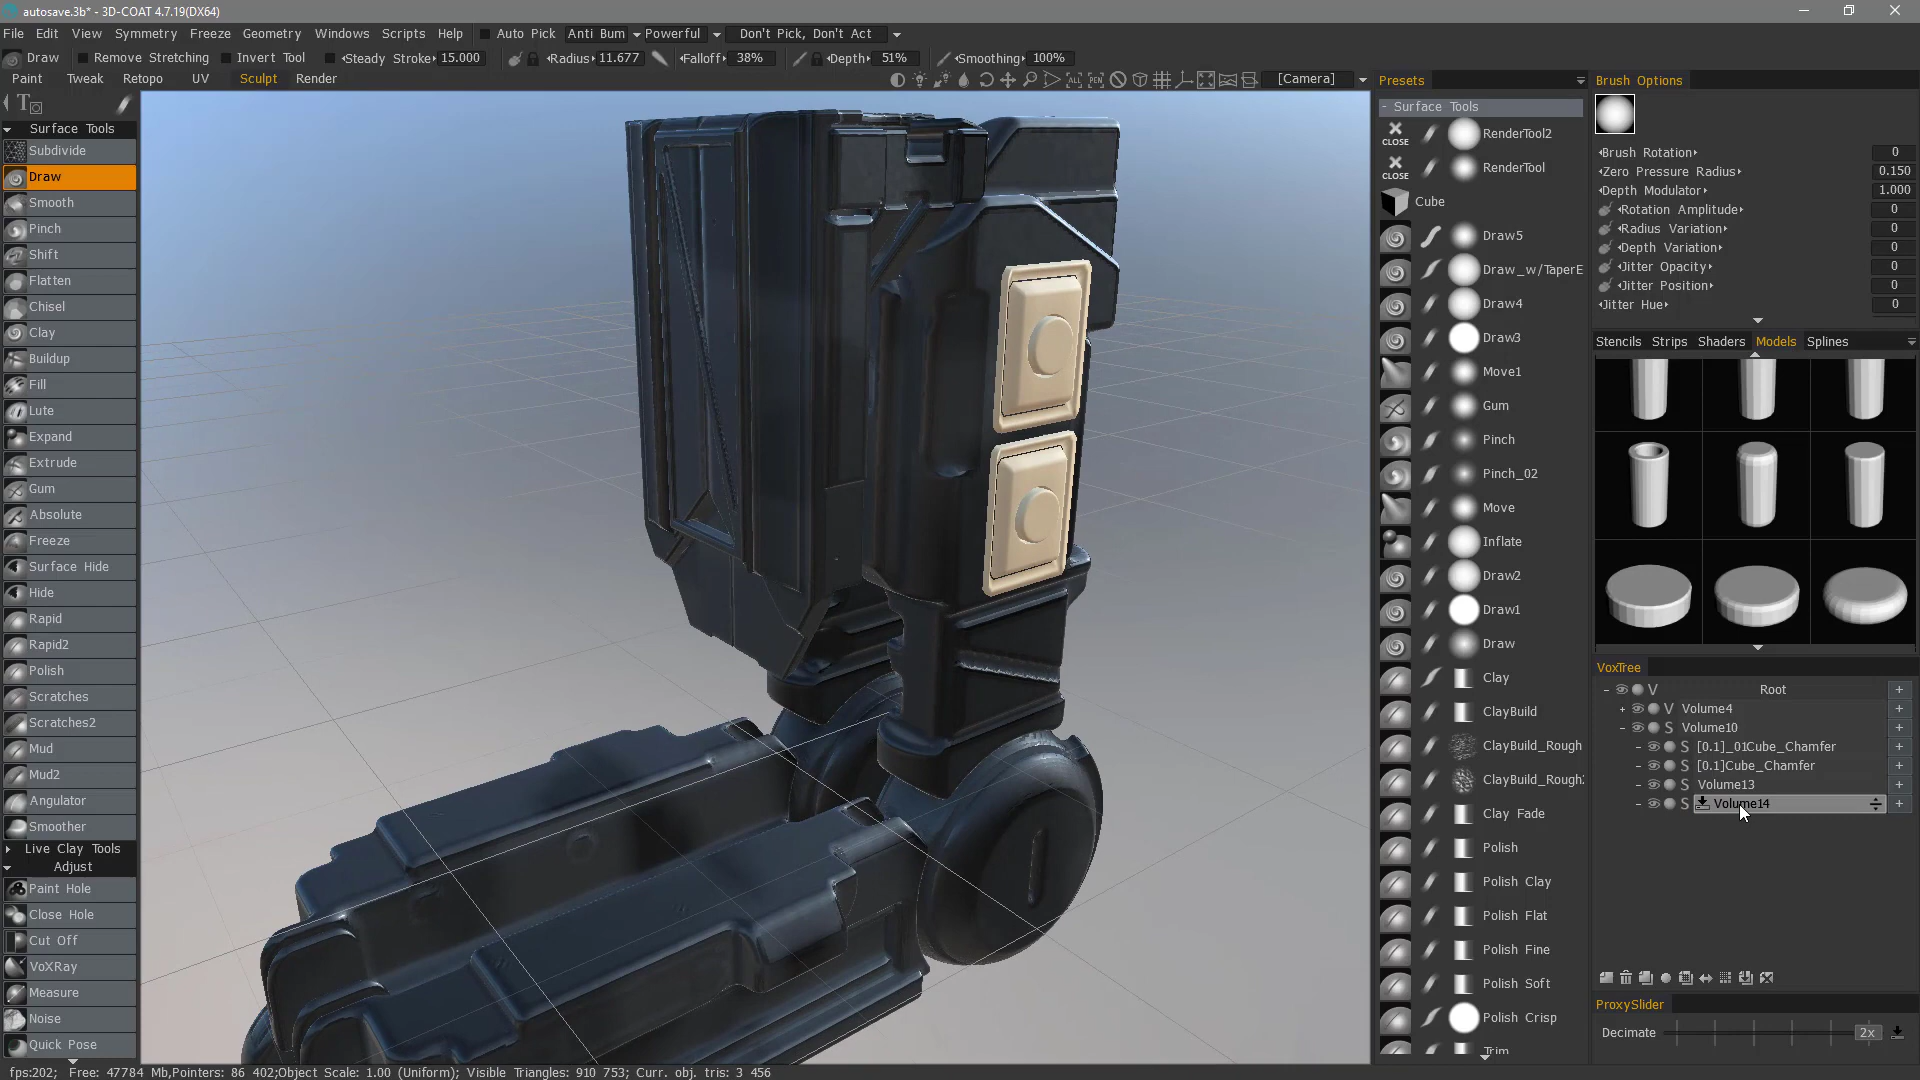 autosave.3b* - 3D-COAT 4.7.19(DX64)
File Edit View Symmetry Freeze Geometry Windows Scripts Help Auto Pick Anti Bum Powerful Don't Pick, Don't Act
Draw Remove Stretching Invert Tool Steady Stroke 15.000 Radius 11.677 Falloff 38% Depth 51% Smoothing 100%
Paint Tweak Retopo UV Sculpt Render
[Camera]
Surface Tools
Subdivide
Draw
Smooth
Pinch
Shift
Flatten
Chisel
Clay
Buildup
Fill
Lute
Expand
Extrude
Gum
Absolute
Freeze
Surface Hide
Hide
Rapid
Rapid2
Polish
Scratches
Scratches2
Mud
Mud2
Angulator
Smoother
Live Clay Tools
Adjust
Paint Hole
Close Hole
Cut Off
VoXRay
Measure
Noise
Quick Pose
Presets
- Surface Tools
CLOSE RenderTool2
CLOSE RenderTool
Cube
Draw5
Draw_w/TaperE
Draw4
Draw3
Move1
Gum
Pinch
Pinch_02
Move
Inflate
Draw2
Draw1
Draw
Clay
ClayBuild
ClayBuild_Rough
ClayBuild_Rough
Clay Fade
Polish
Polish Clay
Polish Flat
Polish Fine
Polish Soft
Polish Crisp
Trim
Brush Options
Brush Rotation 0
Zero Pressure Radius 0.150
Depth Modulator 1.000
Rotation Amplitude 0
Radius Variation 0
Depth Variation 0
Jitter Opacity 0
Jitter Position 0
Jitter Hue 0
Stencils Strips Shaders Models Splines
VoxTree
- V Root +
+ V Volume4 +
- S Volume10 +
- S [0.1]_01Cube_Chamfer +
- S [0.1]Cube_Chamfer +
- S Volume13 +
- S Volume14 +
ProxySlider
Decimate 2x
fps:202; Free: 47784 Mb,Pointers: 86 402;Object Scale: 1.00 (Uniform); Visible Triangles: 910 753; Curr. obj. tris: 3 456